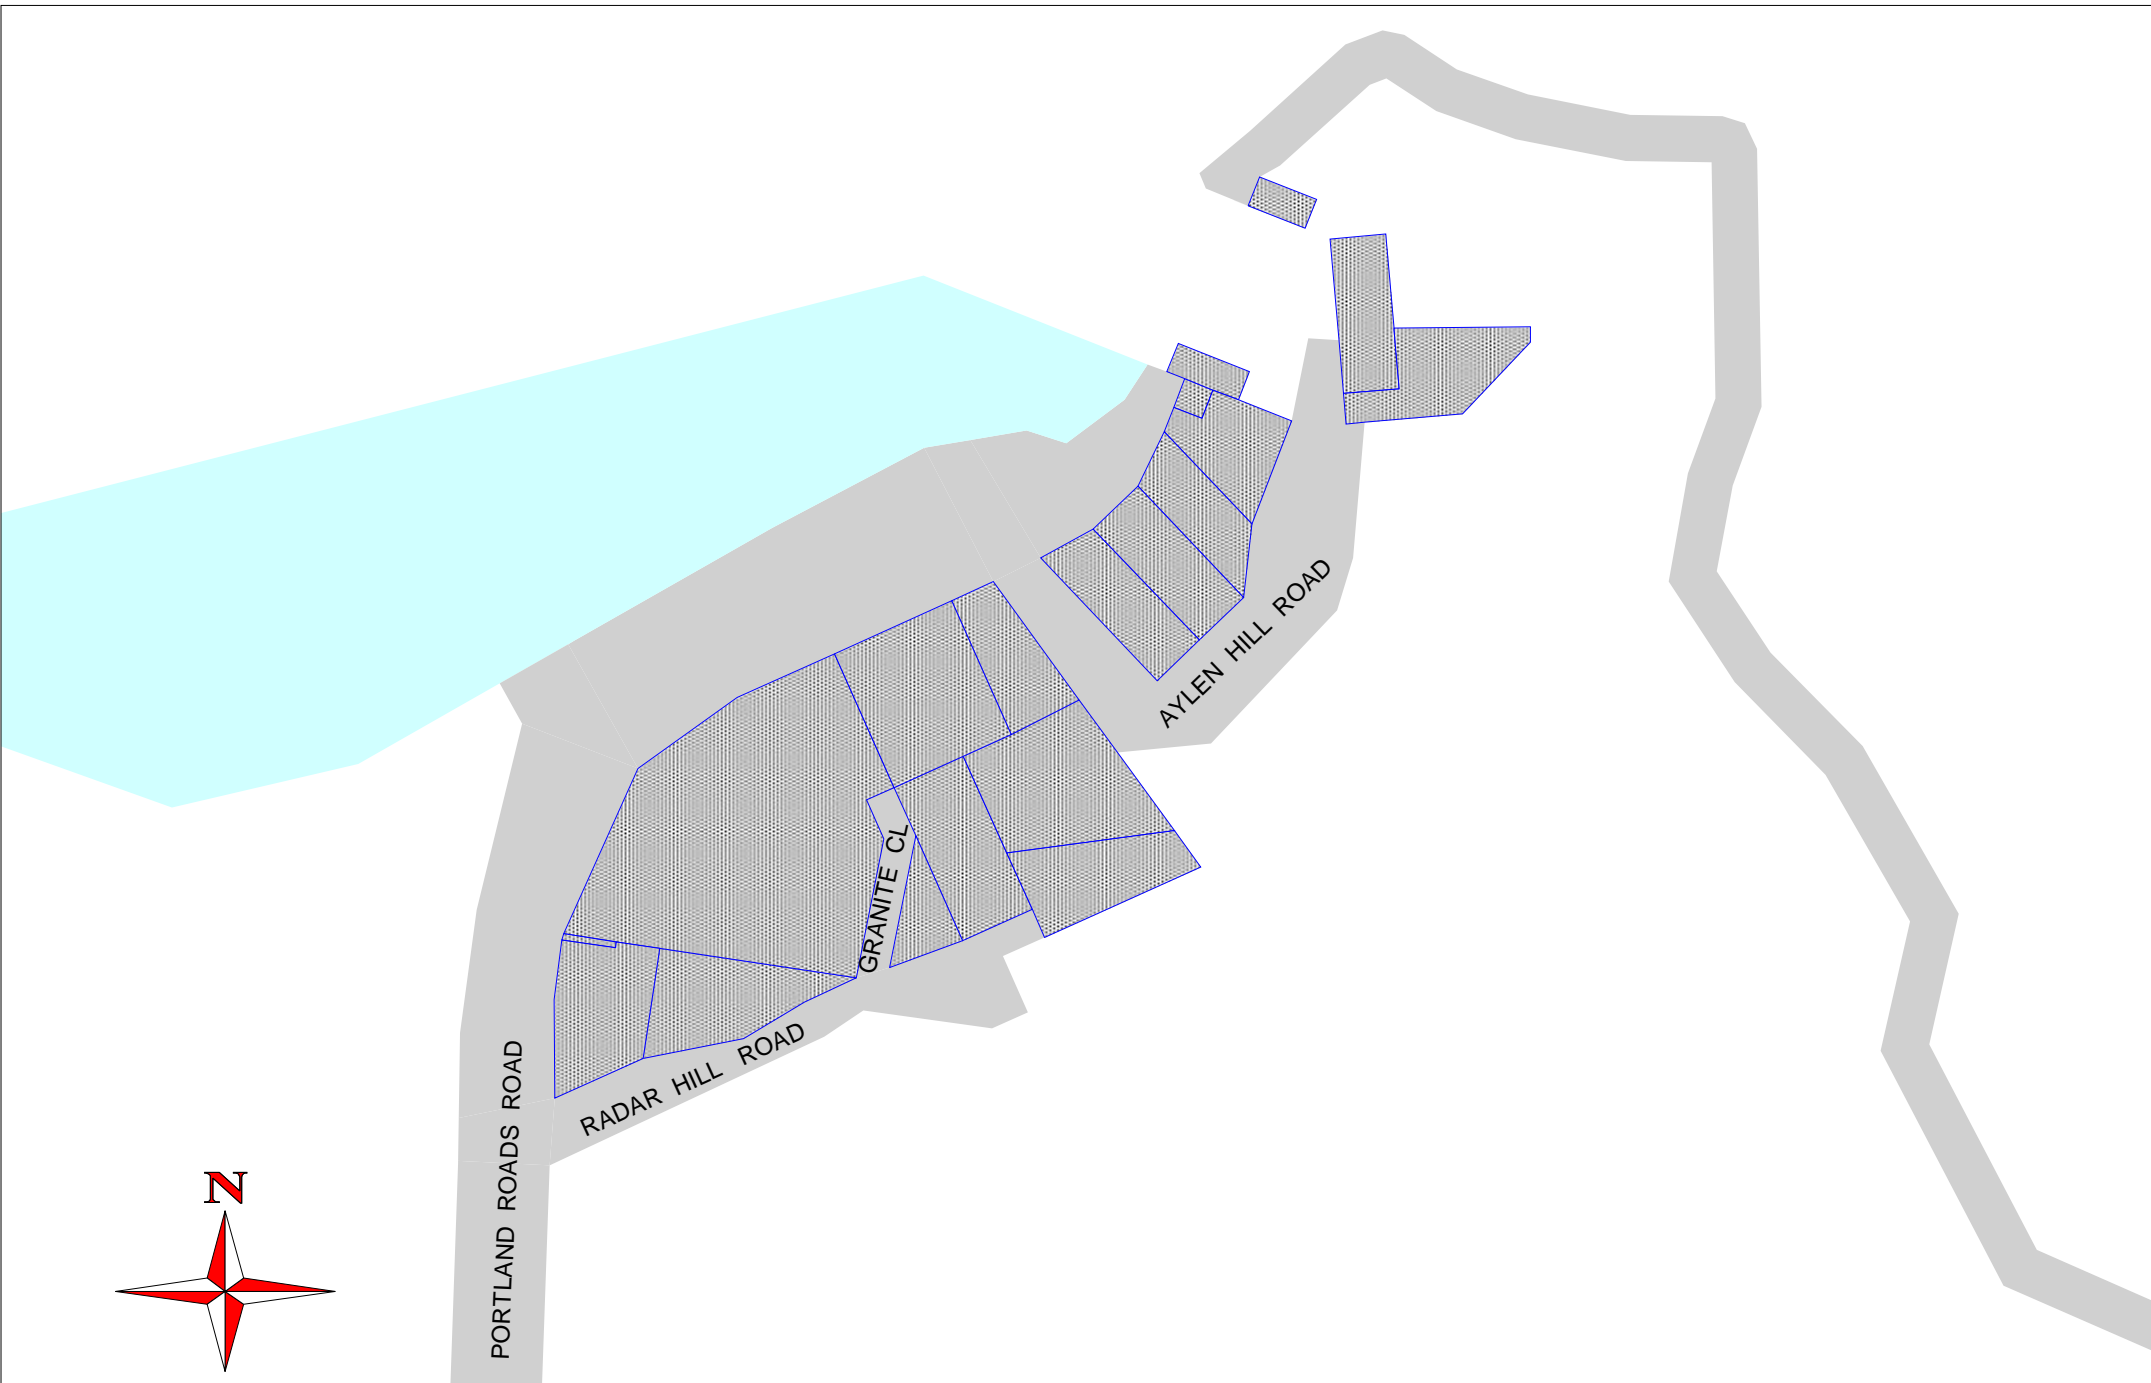 AYLEN HILL ROAD
GRANITE CL
RADAR HILL ROAD
PORTLAND ROADS ROAD
N